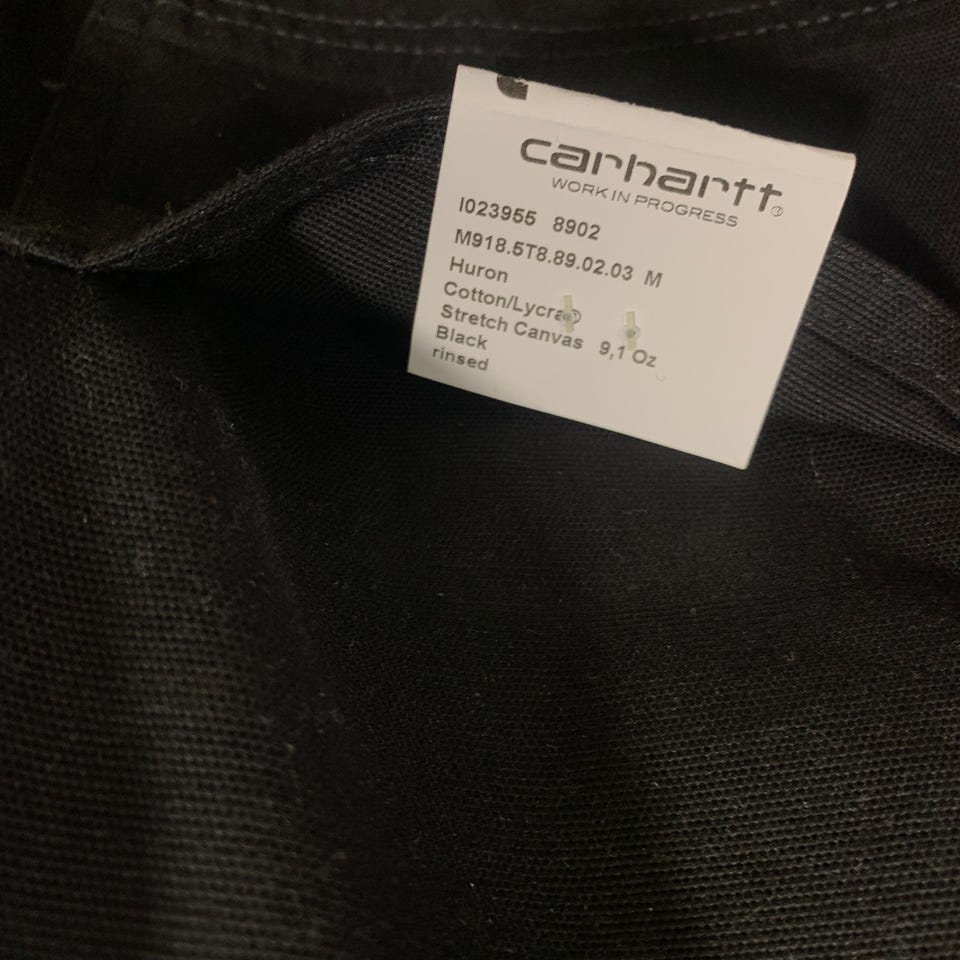 carhartt®
WORK IN PROGRESS
I023955 8902
M918.5T8.89.02.03 M
Huron
Cotton/Lycra®
Stretch Canvas 9,1 Oz
Black
rinsed